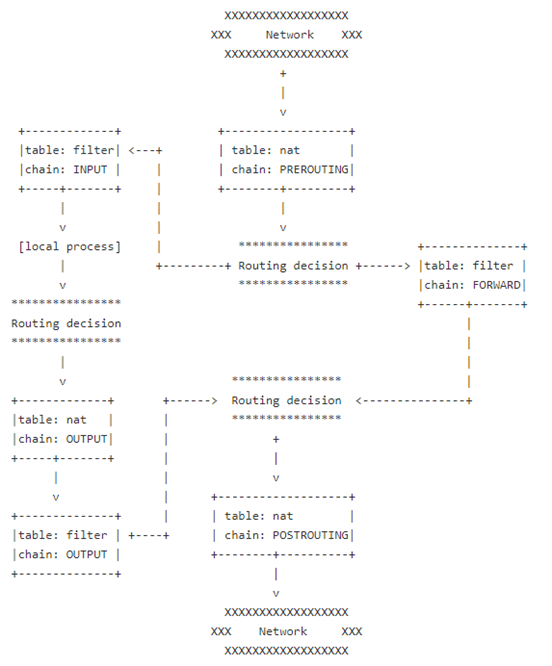 XXXXXXXXXXXXXXXXXX
XXX     Network    XXX
XXXXXXXXXXXXXXXXXX
+
|
v
+-------------+          +------------------+
|table: filter| <---+    | table: nat       |
|chain: INPUT |     |    | chain: PREROUTING|
+-----+-------+     |    +--------+---------+
|             |             |
v             |             v
[local process]     |      ****************          +--------------+
|             +---------+ Routing decision +------> |table: filter |
v                        ****************          |chain: FORWARD|
****************                                     +------+-------+
Routing decision                                            |
****************                                            |
|                                                    |
v                        ****************            |
+-------------+       +------>  Routing decision  <---------------+
|table: nat   |       |         ****************
|chain: OUTPUT|       |               +
+-----+-------+       |               |
|               |               v
v               |      +-------------------+
+--------------+      |      | table: nat        |
|table: filter | +----+      | chain: POSTROUTING|
|chain: OUTPUT |             +--------+----------+
+--------------+                      |
v
XXXXXXXXXXXXXXXXXX
XXX    Network     XXX
XXXXXXXXXXXXXXXXXX